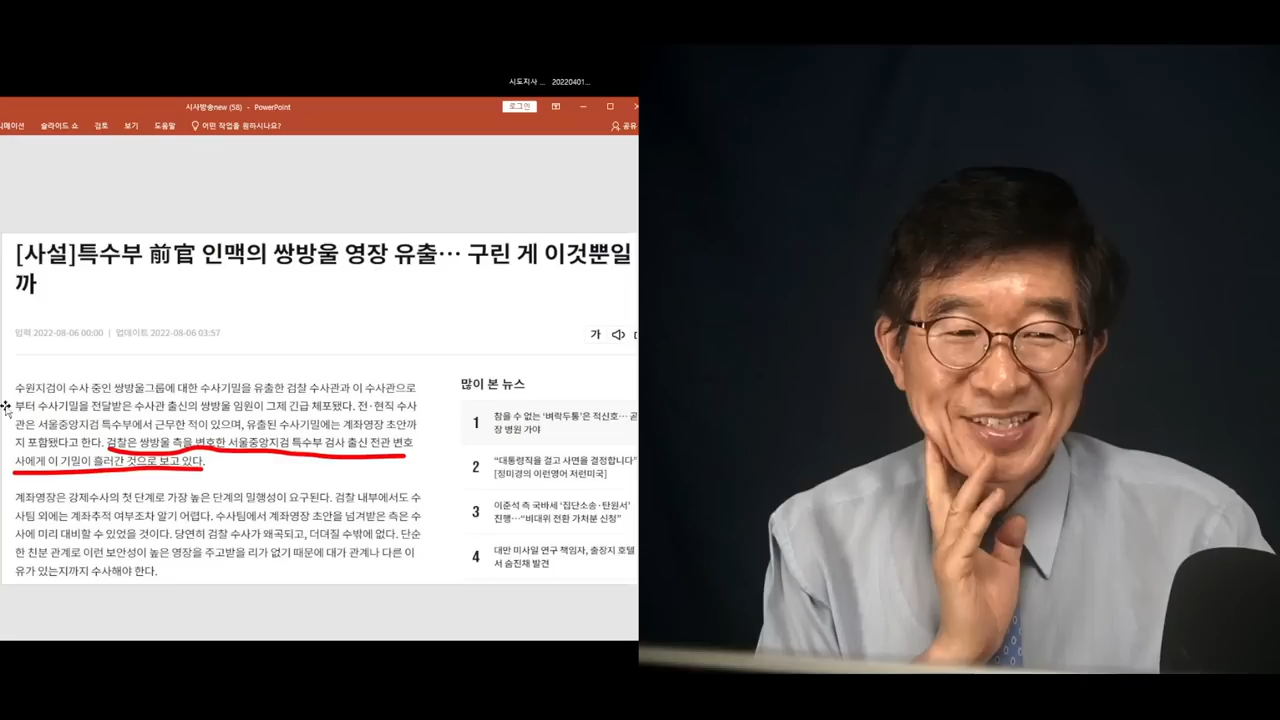 시도지사 ... 20220401...
시사방송new (58) - PowerPoint
로그인
니메이션 슬라이드 쇼 검토 보기 도움말 어떤 작업을 원하시나요?
공유
[사설]특수부 前官 인맥의 쌍방울 영장 유출… 구린 게 이것뿐일
까
입력 2022-08-06 00:00 | 업데이트 2022-08-06 03:57
가
수원지검이 수사 중인 쌍방울그룹에 대한 수사기밀을 유출한 검찰 수사관과 이 수사관으로
부터 수사기밀을 전달받은 수사관 출신의 쌍방울 임원이 그제 긴급 체포됐다. 전·현직 수사
관은 서울중앙지검 특수부에서 근무한 적이 있으며, 유출된 수사기밀에는 계좌영장 초안까
지 포함됐다고 한다. 검찰은 쌍방울 측을 변호한 서울중앙지검 특수부 검사 출신 전관 변호
사에게 이 기밀이 흘러간 것으로 보고 있다.
계좌영장은 강제수사의 첫 단계로 가장 높은 단계의 밀행성이 요구된다. 검찰 내부에서도 수
사팀 외에는 계좌추적 여부조차 알기 어렵다. 수사팀에서 계좌영장 초안을 넘겨받은 측은 수
사에 미리 대비할 수 있었을 것이다. 당연히 검찰 수사가 왜곡되고, 더뎌질 수밖에 없다. 단순
한 친분 관계로 이런 보안성이 높은 영장을 주고받을 리가 없기 때문에 대가 관계나 다른 이
유가 있는지까지 수사해야 한다.
많이 본 뉴스
1 참을 수 없는 ‘벼락두통’은 적신호… 곧
장 병원 가야
2 “대통령직을 걸고 사면을 결정합니다”
[정미경의 이런영어 저런미국]
3 이준석 측 국바세 ‘집단소송·탄원서’
진행…“비대위 전환 가처분 신청”
4 대만 미사일 연구 책임자, 출장지 호텔
서 숨진채 발견